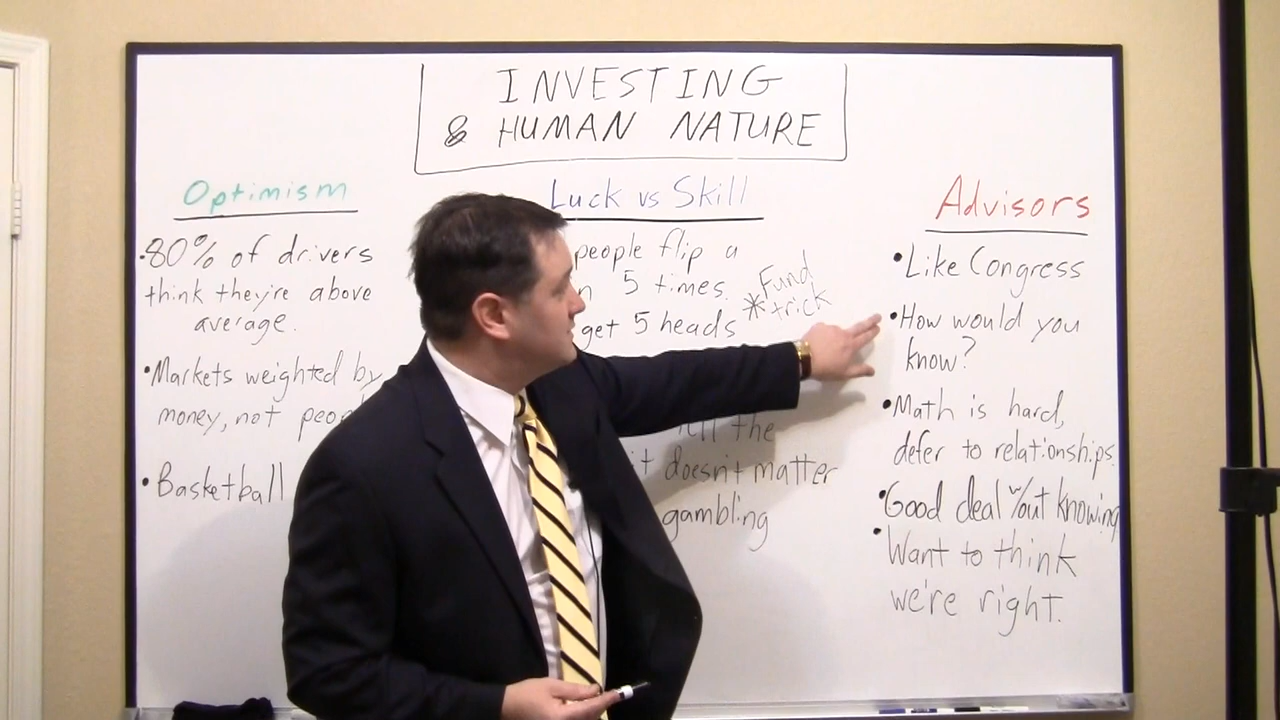 INVESTING
& HUMAN NATURE
Optimism
•80% of drivers
think they're above
average.
•Markets weighted by
money, not
•Basketball
Luck vs Skill
people flip a
5 times.
get 5 heads
*Fund
trick
the
it doesn't matter
gambling
Advisors
•Like Congress
•How would you
know?
•Math is hard,
defer to relationships.
•Good deal w/out knowing
•Want to think
we're right.